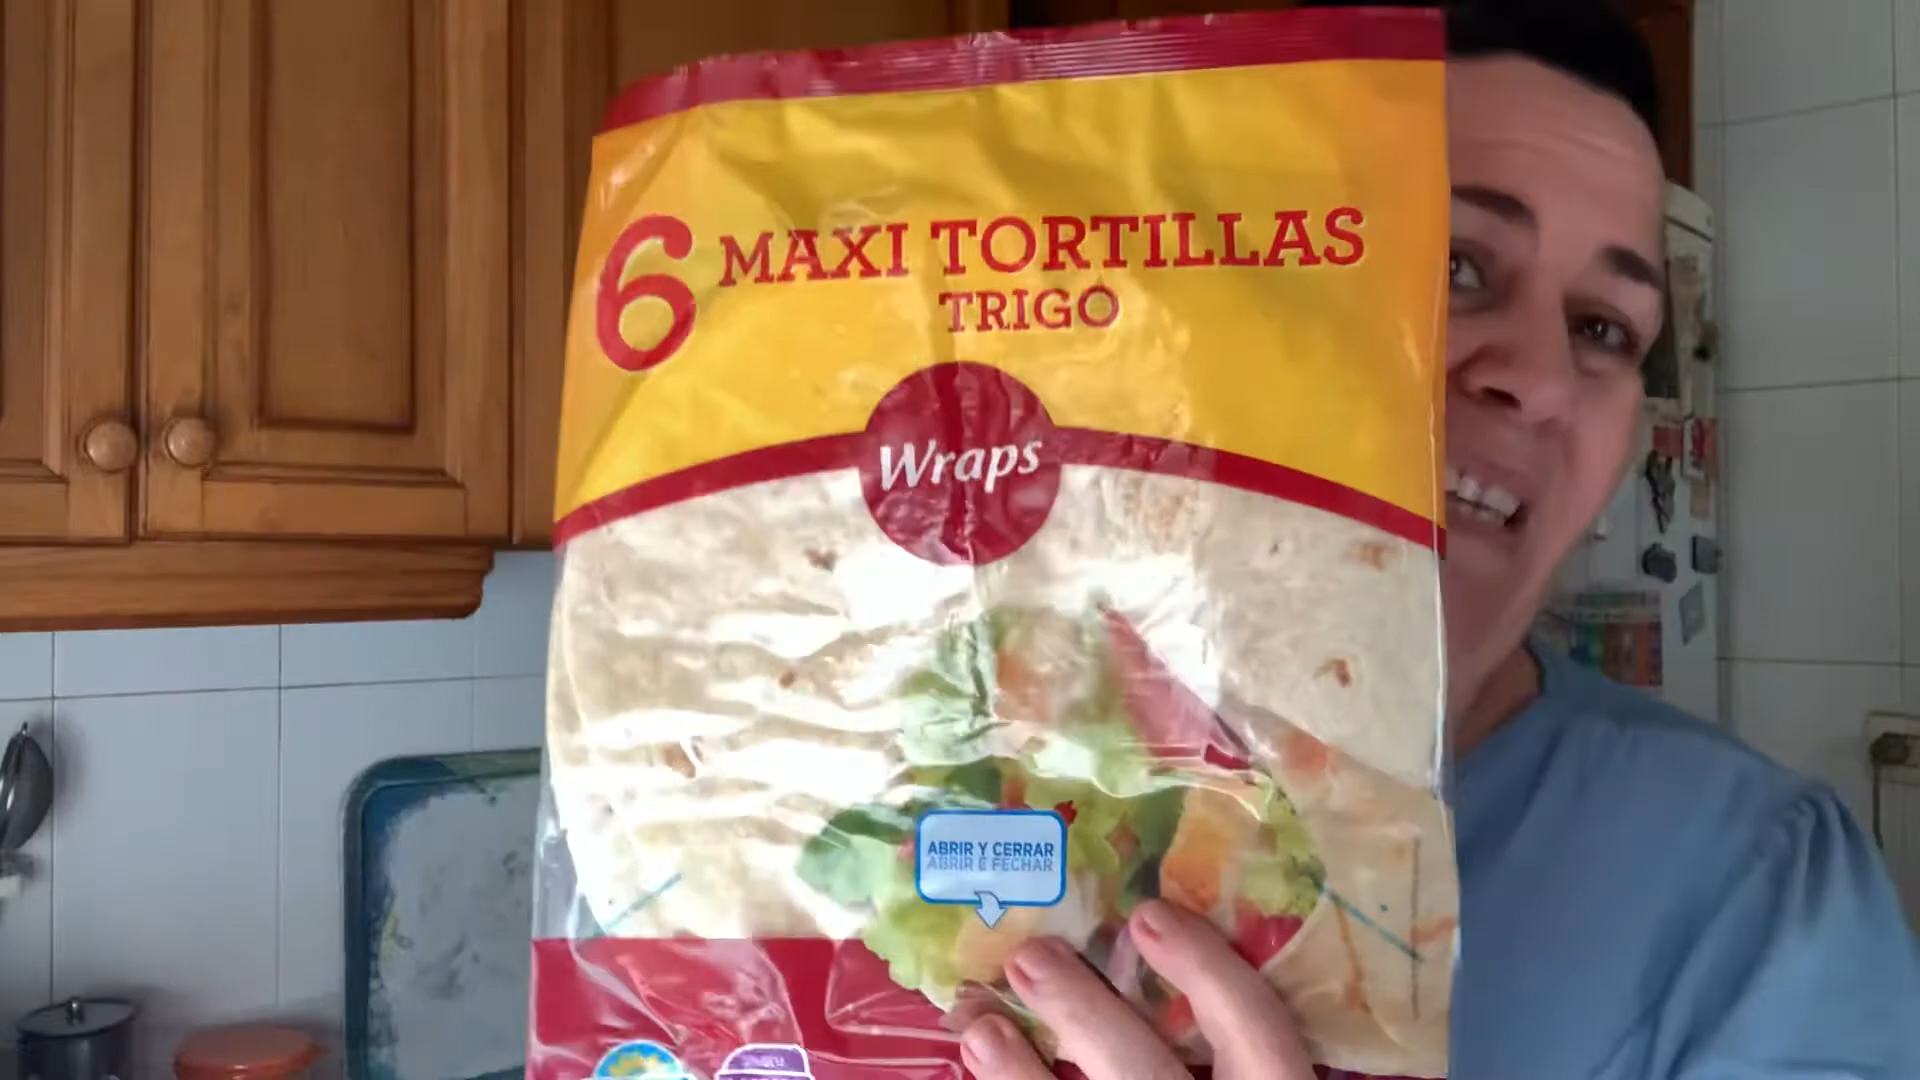 6 MAXI TORTILLAS
TRIGO
Wraps
ABRIR Y CERRAR
ABRIR E FECHAR